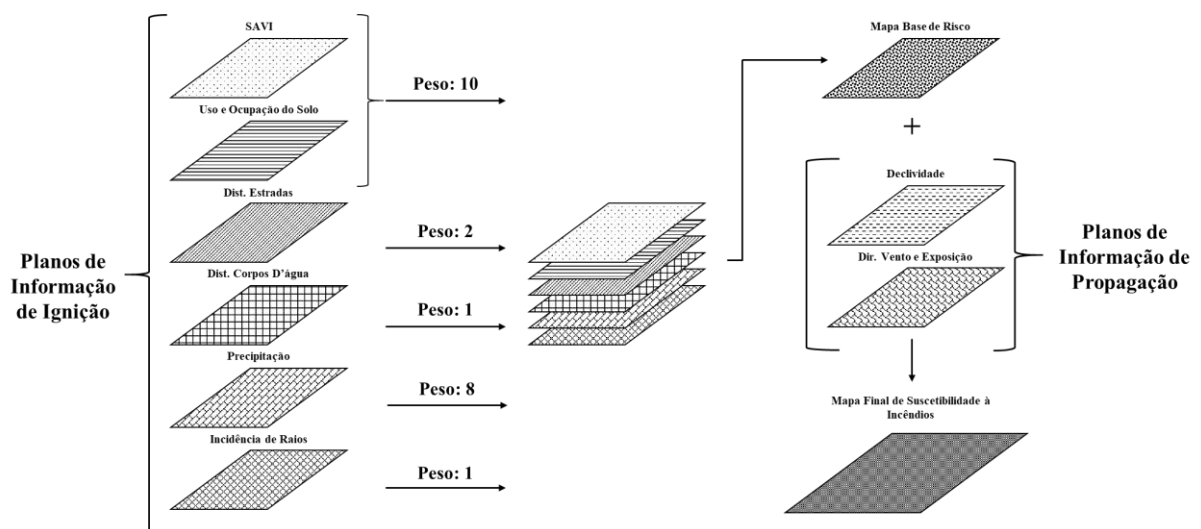 SAVI
Uso e Ocupação do Solo
Peso: 10
Dist. Estradas
Peso: 2
Dist. Corpos D'água
Peso: 1
Precipitação
Peso: 8
Incidência de Raios
Peso: 1
Planos de
Informação
de Ignição
Mapa Base de Risco
+
Declividade
Dir. Vento e Exposição
Planos de
Informação de
Propagação
Mapa Final de Suscetibilidade à
Incêndios